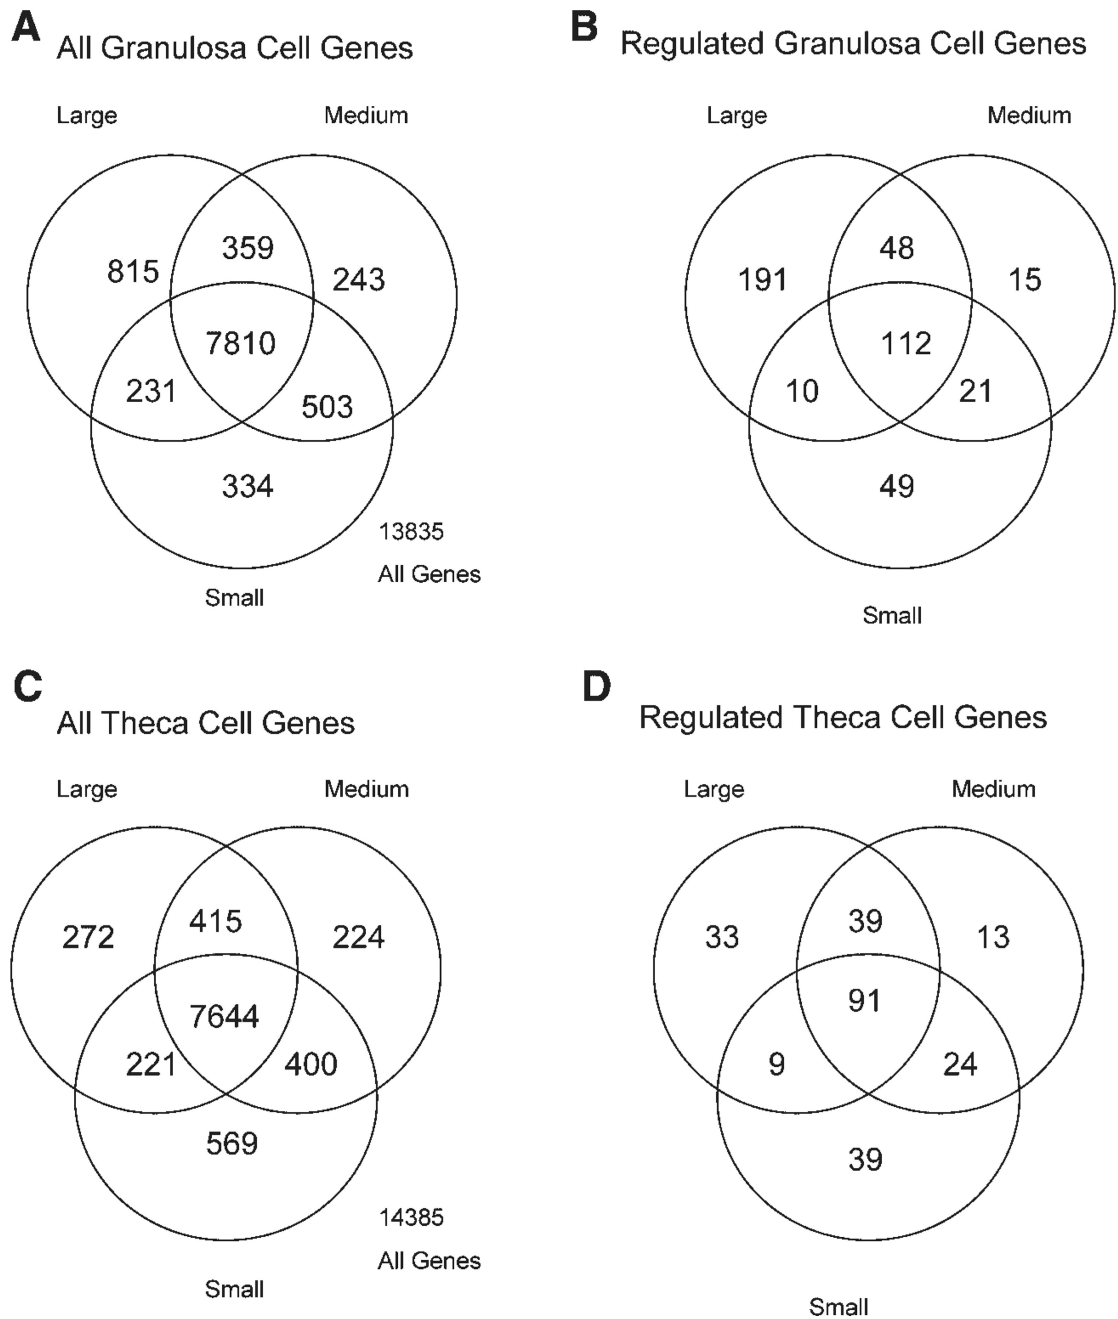 A
All Granulosa Cell Genes
Large
Medium
359
815
243
7810
231
503
334
13835
All Genes
Small
B
Regulated Granulosa Cell Genes
Large
Medium
48
191
15
112
10
21
49
Small
C
All Theca Cell Genes
Large
Medium
415
272
224
7644
221
400
569
14385
All Genes
Small
D
Regulated Theca Cell Genes
Large
Medium
39
33
13
91
9
24
39
Small